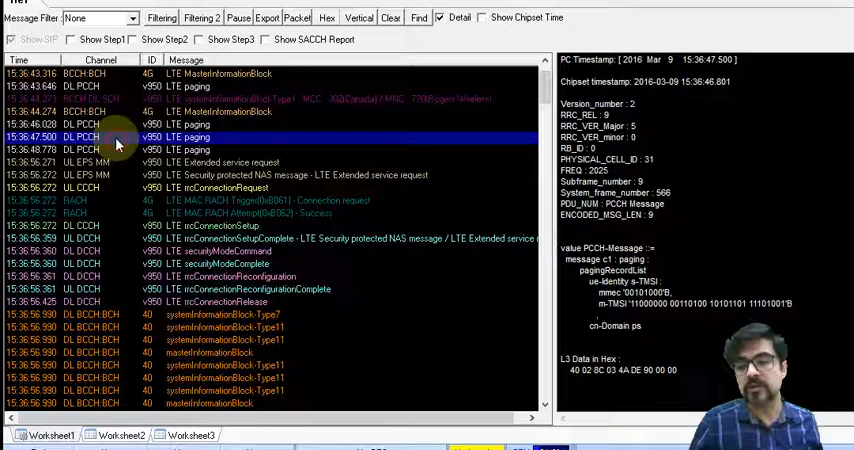 Message Filter : None Filtering Filtering 2 Pause Export Packet Hex Vertical Clear Find Detail Show Chipset Time
Show SIP Show Step1 Show Step2 Show Step3 Show SACCH Report
Time Channel ID Message
15:36:43.316 BCCH:BCH 4G LTE MasterInformationBlock
15:36:43.646 DL PCCH v950 LTE paging
15:36:44.273 BCCH:DL SCH v950 LTE systemInformationBlockType1 MCC : 302(Canada) / MNC : 720(Rogers Wireless)
15:36:44.274 BCCH:BCH 4G LTE MasterInformationBlock
15:36:46.028 DL PCCH v950 LTE paging
15:36:47.500 DL PCCH v950 LTE paging
15:36:48.778 DL PCCH v950 LTE paging
15:36:56.271 UL EPS MM v950 LTE Extended service request
15:36:56.272 UL EPS MM v950 LTE Security protected NAS message - LTE Extended service request
15:36:56.272 UL CCCH v950 LTE rrcConnectionRequest
15:36:56.272 RACH 4G LTE MAC RACH Trigger(0xB061) - Connection request
15:36:56.272 RACH 4G LTE MAC RACH Attempt(0xB062) - Success
15:36:56.272 DL CCCH v950 LTE rrcConnectionSetup
15:36:56.359 UL DCCH v950 LTE rrcConnectionSetupComplete - LTE Security protected NAS message / LTE Extended service r
15:36:56.360 DL DCCH v950 LTE securityModeCommand
15:36:56.360 UL DCCH v950 LTE securityModeComplete
15:36:56.361 DL DCCH v950 LTE rrcConnectionReconfiguration
15:36:56.361 UL DCCH v950 LTE rrcConnectionReconfigurationComplete
15:36:56.425 DL DCCH v950 LTE rrcConnectionRelease
15:36:56.990 DL BCCH:BCH 40 systemInformationBlock-Type7
15:36:56.990 DL BCCH:BCH 40 systemInformationBlock-Type11
15:36:56.990 DL BCCH:BCH 40 systemInformationBlock-Type11
15:36:56.990 DL BCCH:BCH 40 masterInformationBlock
15:36:56.990 DL BCCH:BCH 40 systemInformationBlock-Type11
15:36:56.990 DL BCCH:BCH 40 systemInformationBlock-Type11
15:36:56.990 DL BCCH:BCH 40 masterInformationBlock
PC Timestamp: [ 2016 Mar 9 15:36:47.500 ]
Chipset timestamp: 2016-03-09 15:36:46.801
Version_number : 2
RRC_REL : 9
RRC_VER_Major : 5
RRC_VER_minor : 0
RB_ID : 0
PHYSICAL_CELL_ID : 31
FREQ : 2025
Subframe_number : 9
System_frame_number : 566
PDU_NUM : PCCH Message
ENCODED_MSG_LEN : 9
value PCCH-Message ::=
message c1 : paging :
pagingRecordList
ue-Identity s-TMSI :
mmec '00101000'B,
m-TMSI '11000000 00110100 10101101 11101001'B
,
cn-Domain ps
L3 Data in Hex :
40 02 8C 03 4A DE 90 00 00
Worksheet1 Worksheet2 Worksheet3